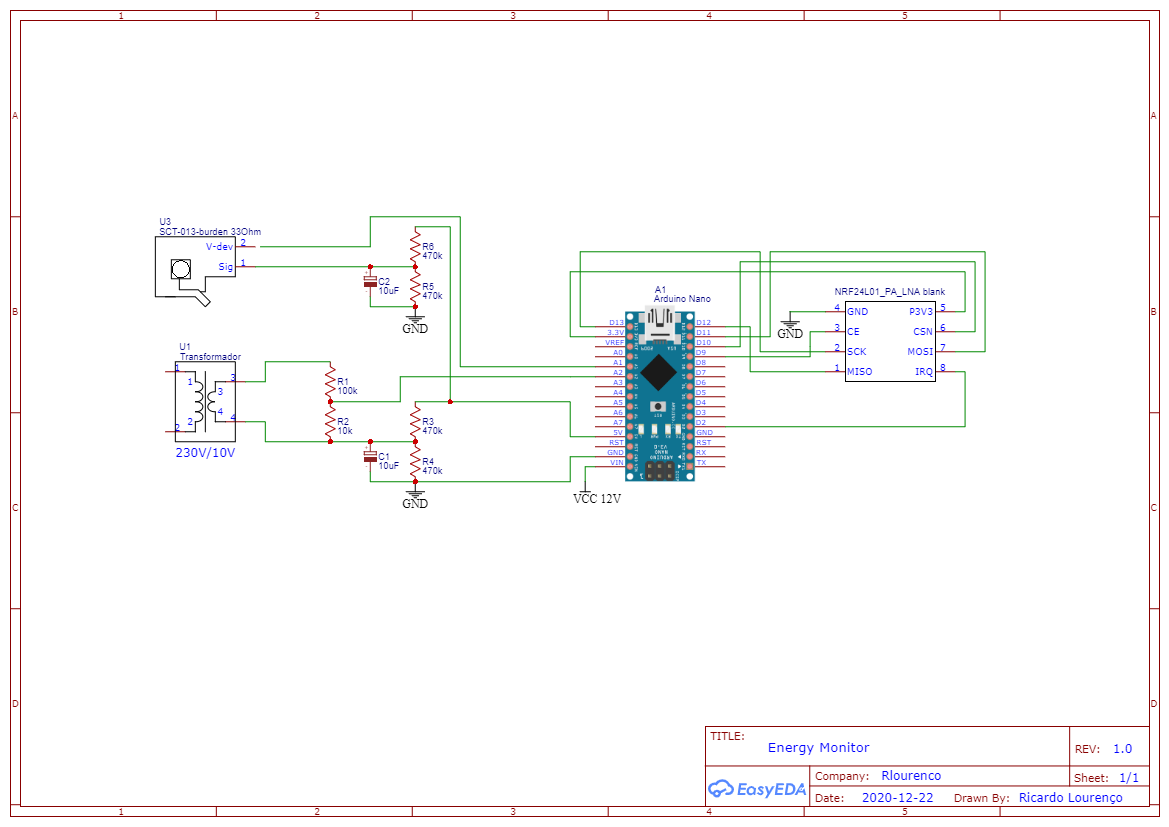 1 2 3 4 5
A A
B B
C C
D D
U3
SCT-013-burden 33Ohm
V-dev 2
Sig 1
R6
470k
C2
10uF
R5
470k
GND
U1
Transformador
1 3
1 3
2 4
2 4
230V/10V
R1
100k
R2
10k
R3
470k
C1
10uF
R4
470k
GND
A1
Arduino Nano
D13 D12
3.3V D11
VREF D10
A0 D9
A1 D8
A2 D7
A3 D6
A4 D5
A5 D4
A6 D3
A7 D2
5V GND
RST RST
GND RX
VIN TX
VCC 12V
NRF24L01_PA_LNA blank
GND
4 GND P3V3 5
3 CE CSN 6
2 SCK MOSI 7
1 MISO IRQ 8
TITLE:
Energy Monitor
REV: 1.0
EasyEDA
Company: Rlourenco
Sheet: 1/1
Date: 2020-12-22 Drawn By: Ricardo Lourenço
1 2 3 4 5